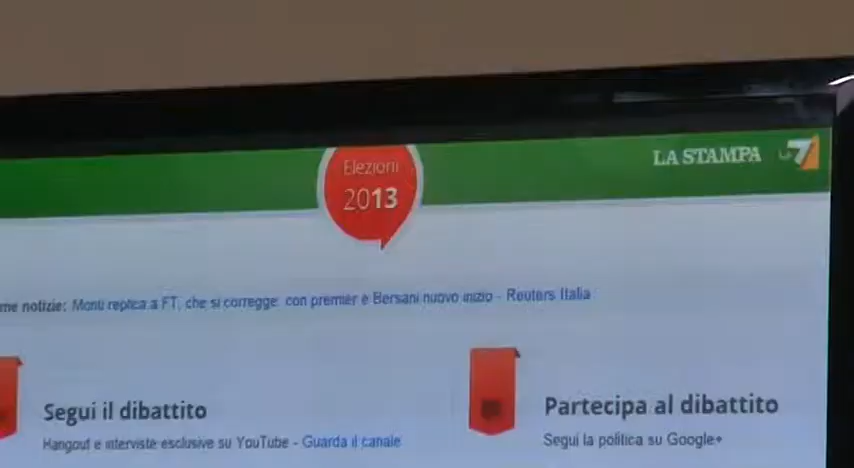 Elezioni
2013
LA STAMPA
LA7
me notizie: Monti replica a FT, che si corregge: con premier e Bersani nuovo inizio - Reuters Italia
Segui il dibattito
Hangout e interviste esclusive su YouTube - Guarda il canale
Partecipa al dibattito
Segui la politica su Google+